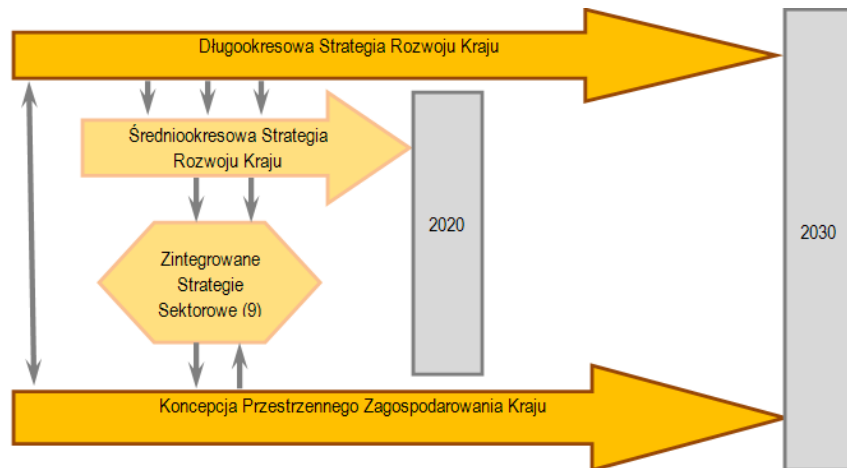 Długookresowa Strategia Rozwoju Kraju
Średniookresowa Strategia
Rozwoju Kraju
2020
2030
Zintegrowane
Strategie
Sektorowe (9)
Koncepcja Przestrzennego Zagospodarowania Kraju